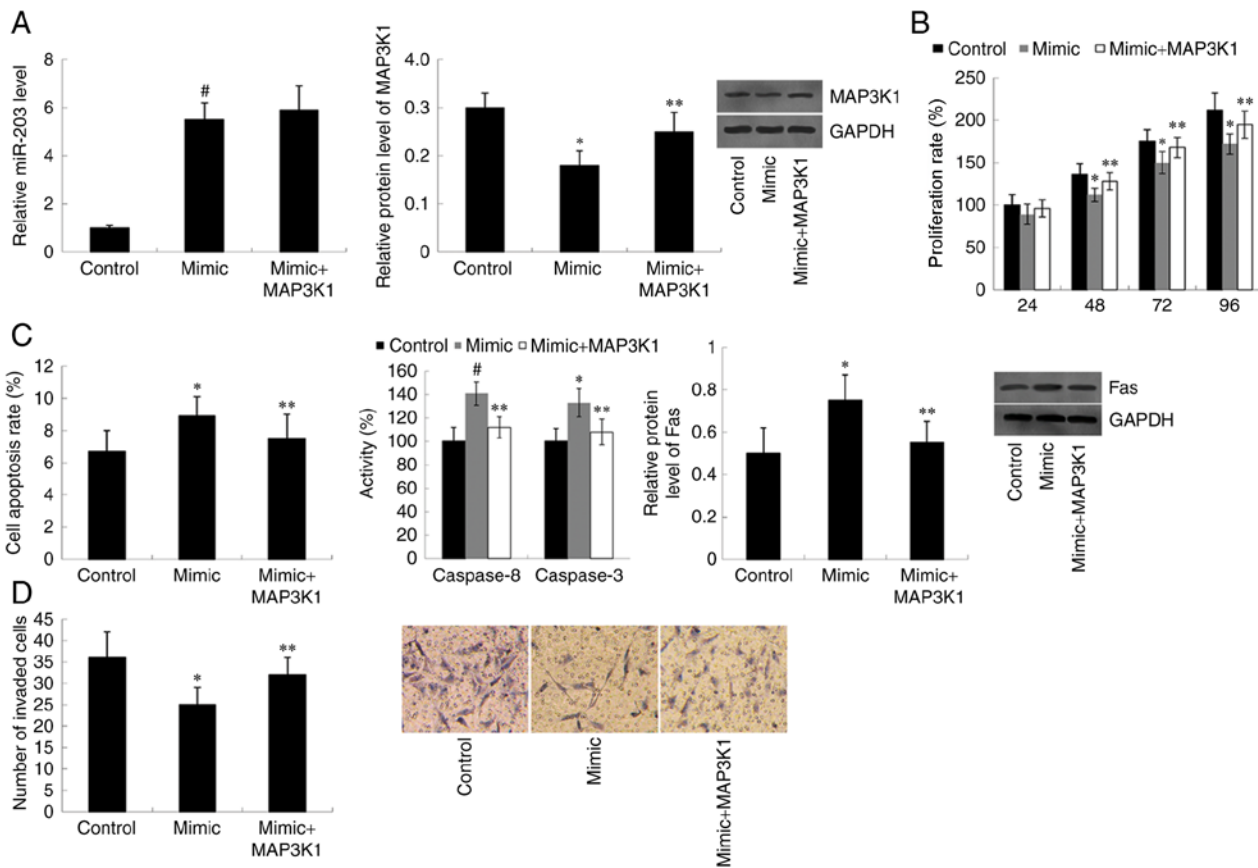 A
Relative miR-203 level
8
6
4
2
0
#
Control
Mimic
Mimic+
MAP3K1
Relative protein level of MAP3K1
4.0
0.3
0.2
0.1
0
*
**
Control
Mimic
Mimic+
MAP3K1
MAP3K1
GAPDH
Control
Mimic
Mimic+MAP3K1
B
Control Mimic Mimic+MAP3K1
Proliferation rate (%)
250
200
150
100
50
0
* **
* **
* **
24 48 72 96
C
Cell apoptosis rate (%)
12
10
8
6
4
2
0
*
**
Control
Mimic
Mimic+
MAP3K1
Control Mimic Mimic+MAP3K1
Activity (%)
160
140
120
100
80
60
40
20
0
# **
* **
Caspase-8 Caspase-3
Relative protein
level of Fas
1
0.8
0.6
0.4
0.2
0
*
**
Control
Mimic
Mimic+
MAP3K1
Fas
GAPDH
Control
Mimic
Mimic+MAP3K1
D
Number of invaded cells
45
40
35
30
25
20
15
10
5
0
*
**
Control
Mimic
Mimic+
MAP3K1
Control
Mimic
Mimic+MAP3K1